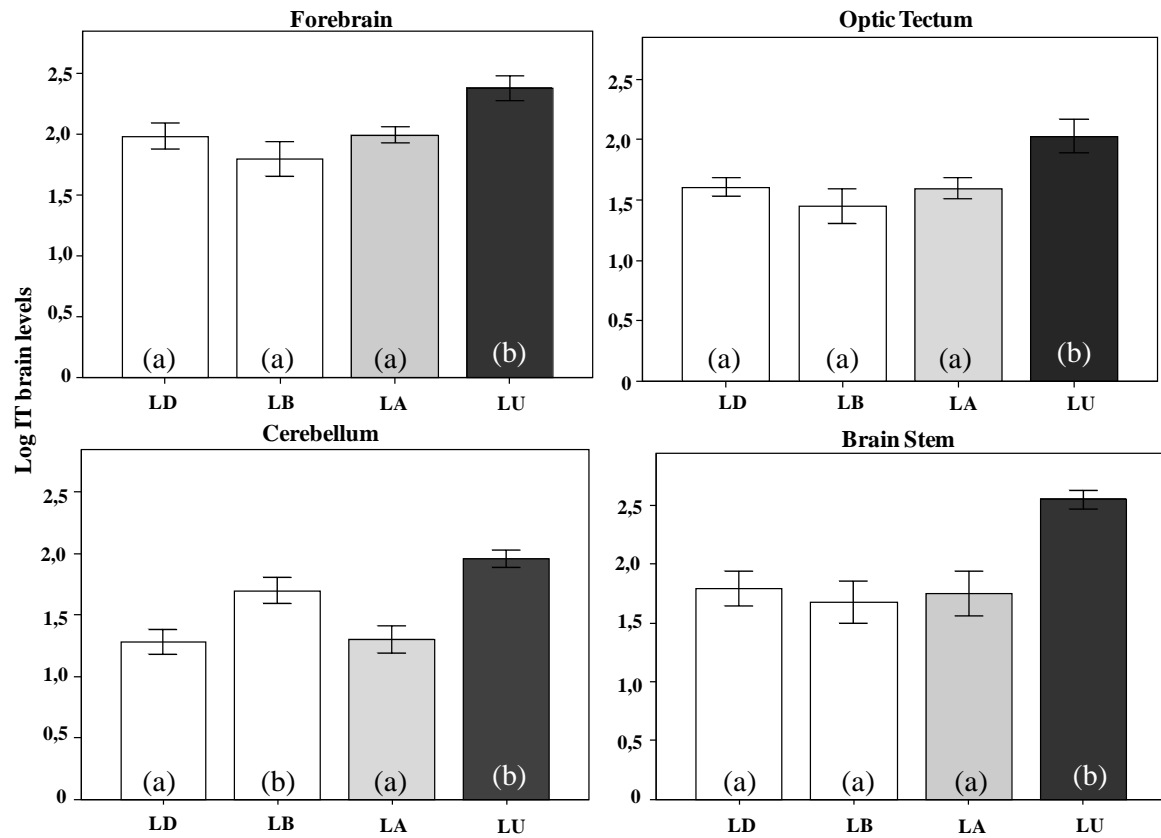 Forebrain
2,5
2,0
1,5
1,0
0,5
0
(a) (a) (a) (b)
LD LB LA LU
Optic Tectum
2,5
2,0
1,5
1,0
0,5
0
(a) (a) (a) (b)
LD LB LA LU
Log IT brain levels
Cerebellum
2,5
2,0
1,5
1,0
0,5
0
(a) (b) (a) (b)
LD LB LA LU
Brain Stem
2,5
2,0
1,5
1,0
0,5
0
(a) (a) (a) (b)
LD LB LA LU